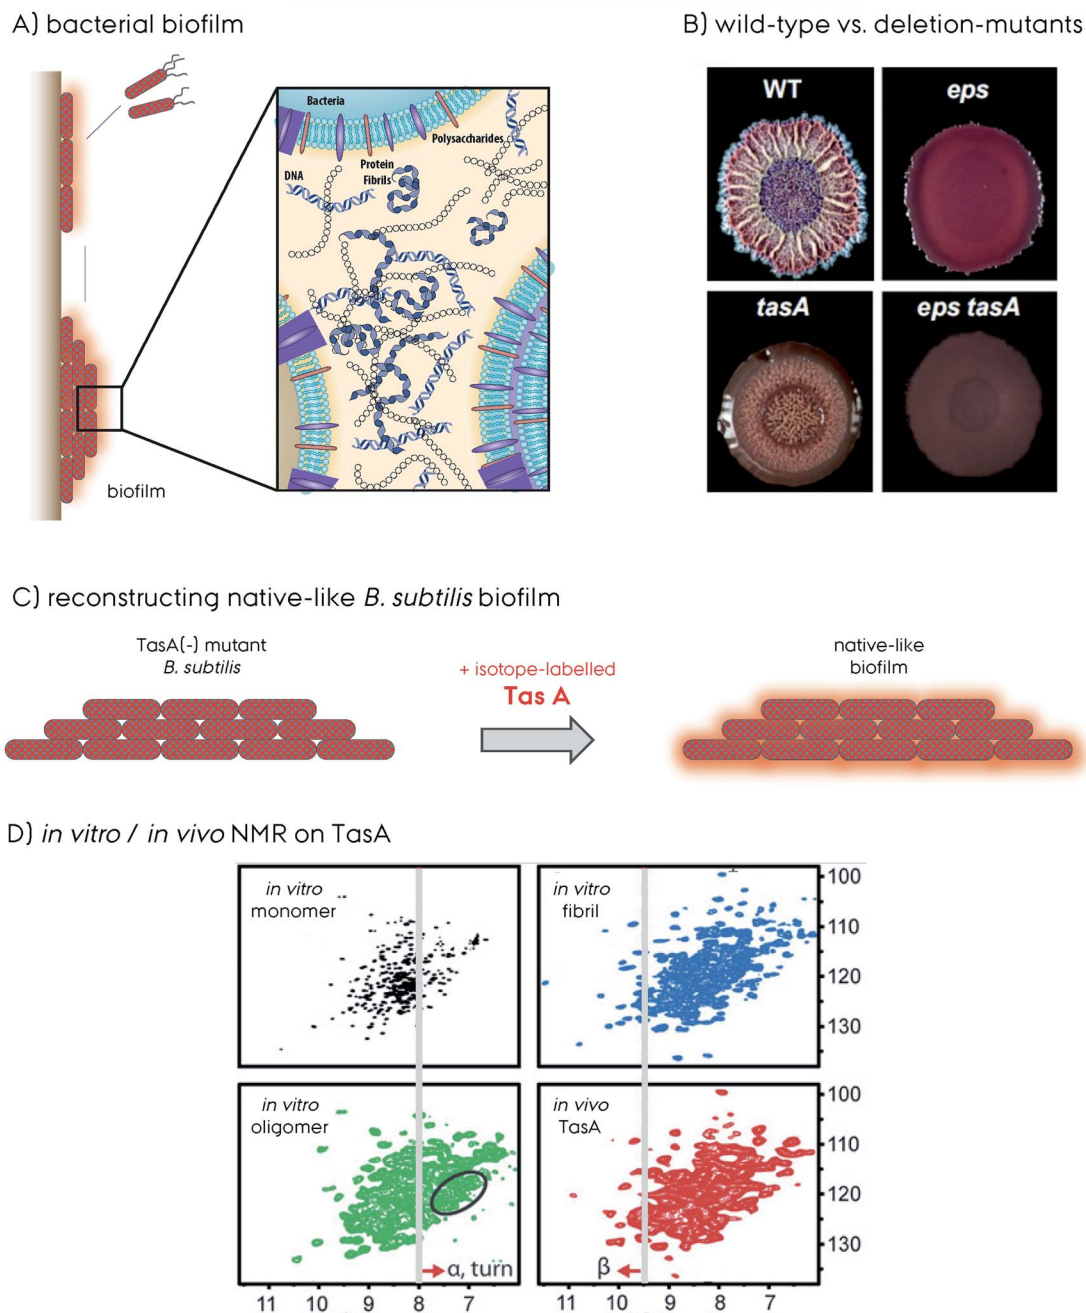 A) bacterial biofilm
B) wild-type vs. deletion-mutants
Bacteria
Polysaccharides
Protein
Fibrils
DNA
biofilm
WT
eps
tasA
eps tasA
C) reconstructing native-like B. subtilis biofilm
TasA(-) mutant
B. subtilis
+ isotope-labelled
Tas A
native-like
biofilm
D) in vitro / in vivo NMR on TasA
in vitro
monomer
in vitro
fibril
100
110
120
130
in vitro
oligomer
α, turn
in vivo
TasA
β
100
110
120
130
11 10 9 8 7
11 10 9 8 7